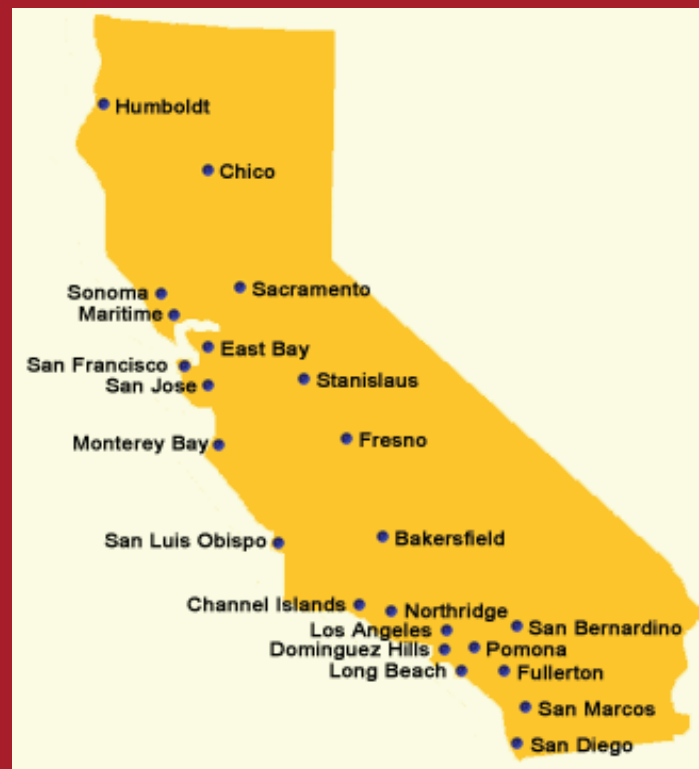 Humboldt
Chico
Sonoma
Sacramento
Maritime
East Bay
San Francisco
Stanislaus
San Jose
Monterey Bay
Fresno
San Luis Obispo
Bakersfield
Channel Islands
Northridge
Los Angeles
San Bernardino
Dominguez Hills
Pomona
Long Beach
Fullerton
San Marcos
San Diego